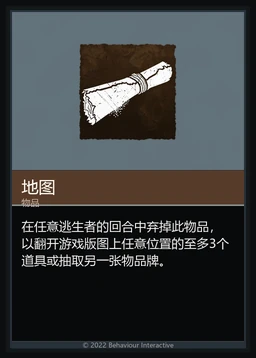 地图
物品
在任意逃生者的回合中弃掉此物品，
以翻开游戏版图上任意位置的至多3个
道具或抽取另一张物品牌。
© 2022 Behaviour Interactive